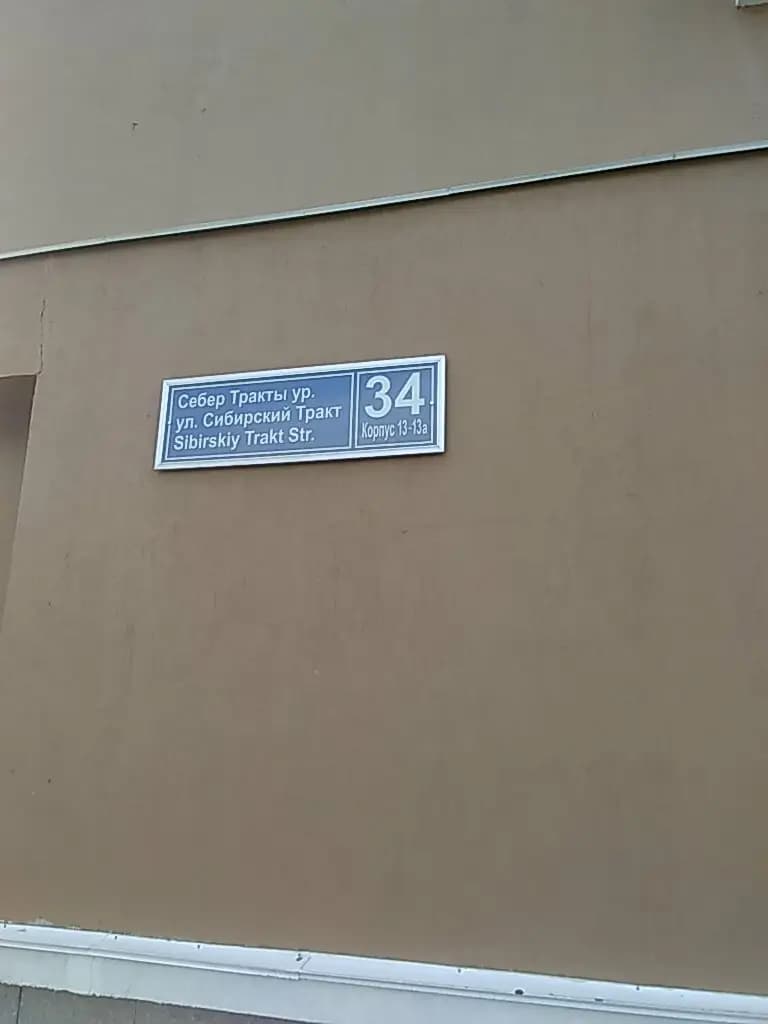 Себер Тракты ур.
ул. Сибирский Тракт
Sibirskiy Trakt Str.
34
Корпус 13-13а